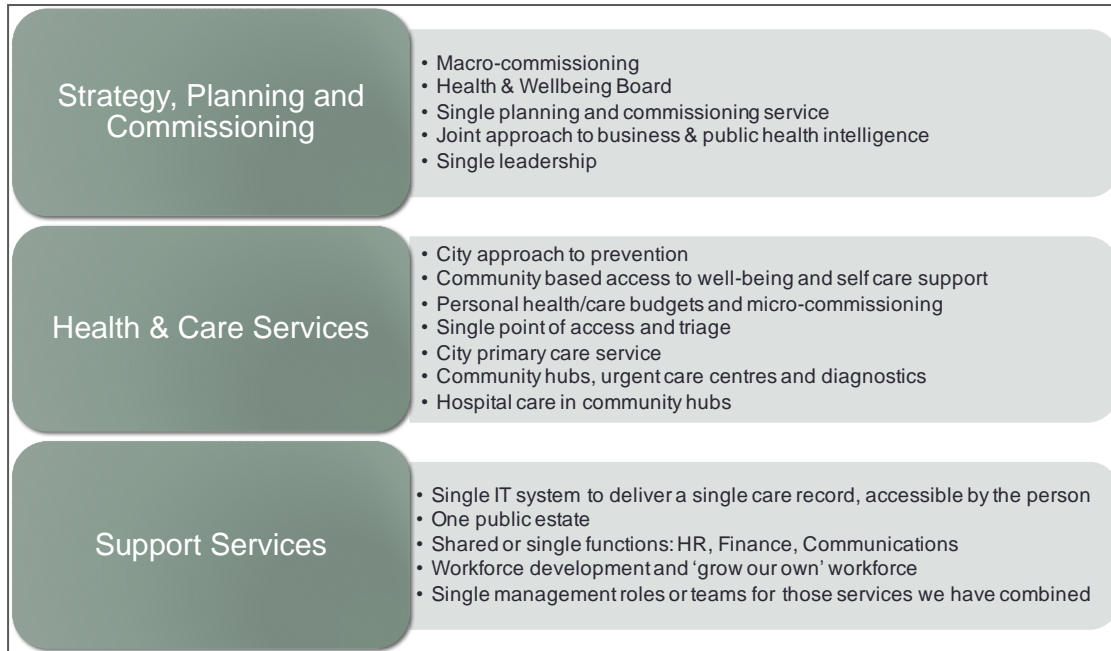 Strategy, Planning and
Commissioning
• Macro-commissioning
• Health & Wellbeing Board
• Single planning and commissioning service
• Joint approach to business & public health intelligence
• Single leadership
Health & Care Services
• City approach to prevention
• Community based access to well-being and self care support
• Personal health/care budgets and micro-commissioning
• Single point of access and triage
• City primary care service
• Community hubs, urgent care centres and diagnostics
• Hospital care in community hubs
Support Services
• Single IT system to deliver a single care record, accessible by the person
• One public estate
• Shared or single functions: HR, Finance, Communications
• Workforce development and ‘grow our own’ workforce
• Single management roles or teams for those services we have combined